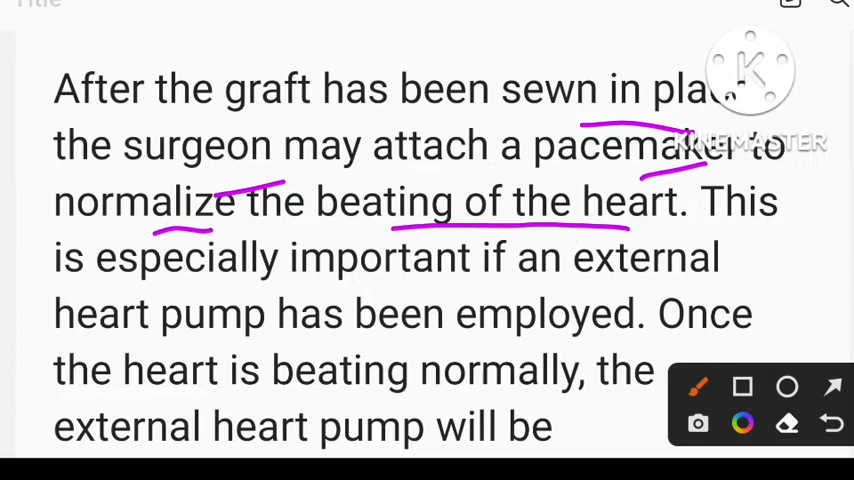 Title
After the graft has been sewn in place
the surgeon may attach a pacemaker to
normalize the beating of the heart. This
is especially important if an external
heart pump has been employed. Once
the heart is beating normally, the
external heart pump will be
K
KINEMASTER